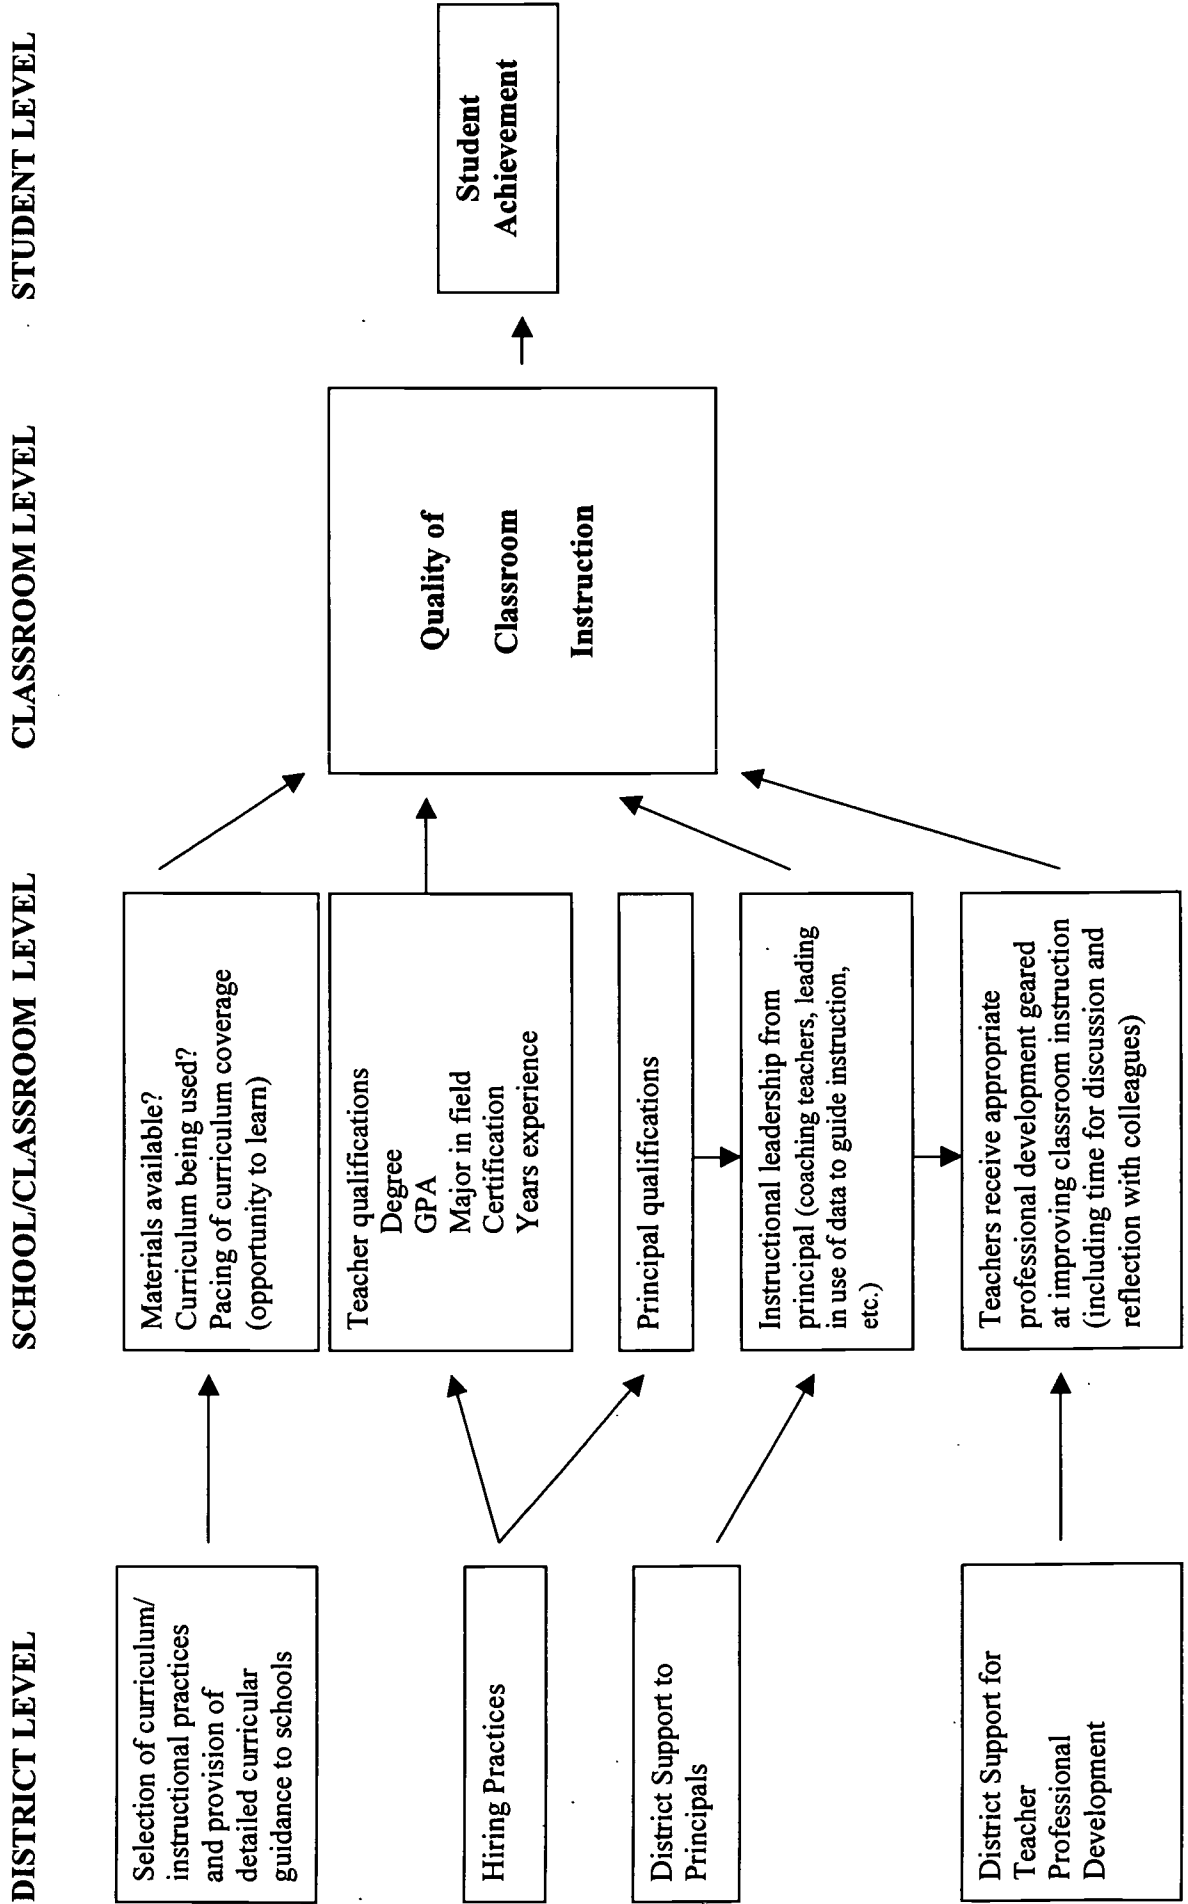 DISTRICT LEVEL
SCHOOL/CLASSROOM LEVEL
CLASSROOM LEVEL
STUDENT LEVEL
Selection of curriculum/
instructional practices
and provision of
detailed curricular
guidance to schools
Hiring Practices
District Support to
Principals
District Support for
Teacher
Professional
Development
Materials available?
Curriculum being used?
Pacing of curriculum coverage
(opportunity to learn)
Teacher qualifications
Degree
GPA
Major in field
Certification
Years experience
Principal qualifications
Instructional leadership from
principal (coaching teachers, leading
in use of data to guide instruction,
etc.)
Teachers receive appropriate
professional development geared
at improving classroom instruction
(including time for discussion and
reflection with colleagues)
Quality of
Classroom
Instruction
Student
Achievement